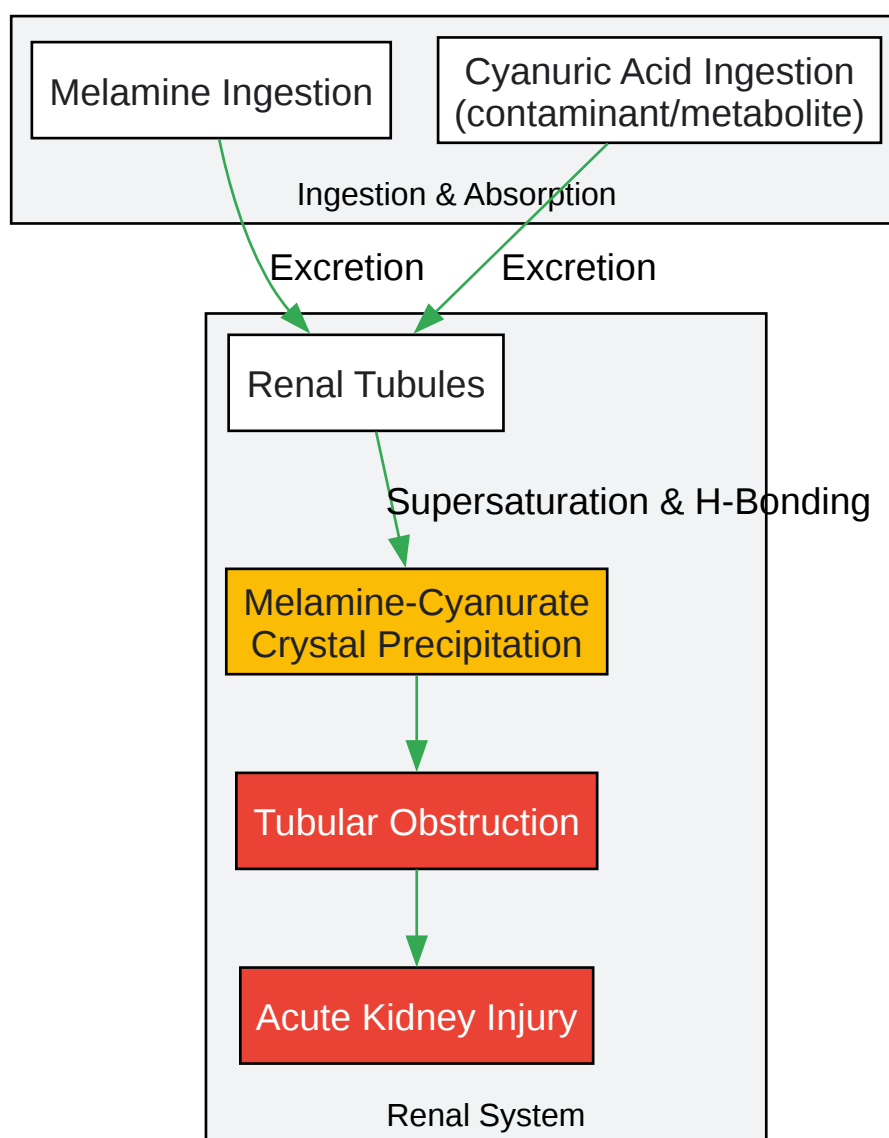 Melamine Ingestion
Cyanuric Acid Ingestion
(contaminant/metabolite)
Ingestion & Absorption
Excretion
Excretion
Renal Tubules
Supersaturation & H-Bonding
Melamine-Cyanurate
Crystal Precipitation
Tubular Obstruction
Acute Kidney Injury
Renal System